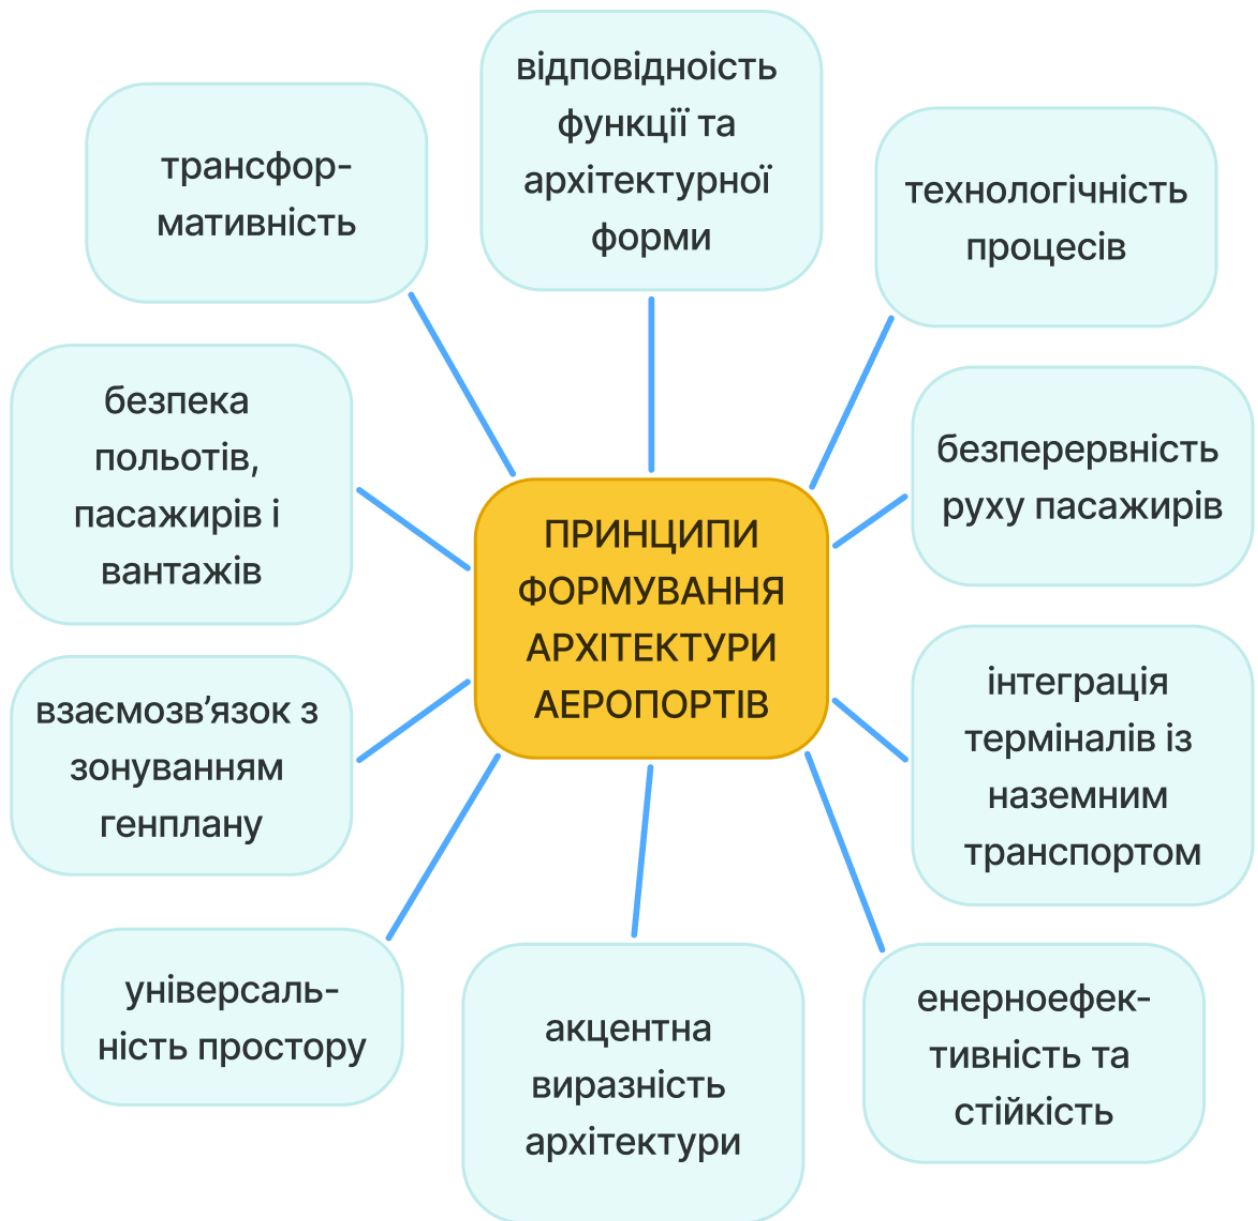 відповідноість
функції та
архітектурної
форми
трансфор-
мативність
технологічність
процесів
безпека
польотів,
пасажирів і
вантажів
безперервність
руху пасажирів
ПРИНЦИПИ
ФОРМУВАННЯ
АРХІТЕКТУРИ
АЕРОПОРТІВ
взаємозв’язок з
зонуванням
генплану
інтеграція
терміналів із
наземним
транспортом
універсаль-
ність простору
акцентна
виразність
архітектури
енерноефек-
тивність та
стійкість